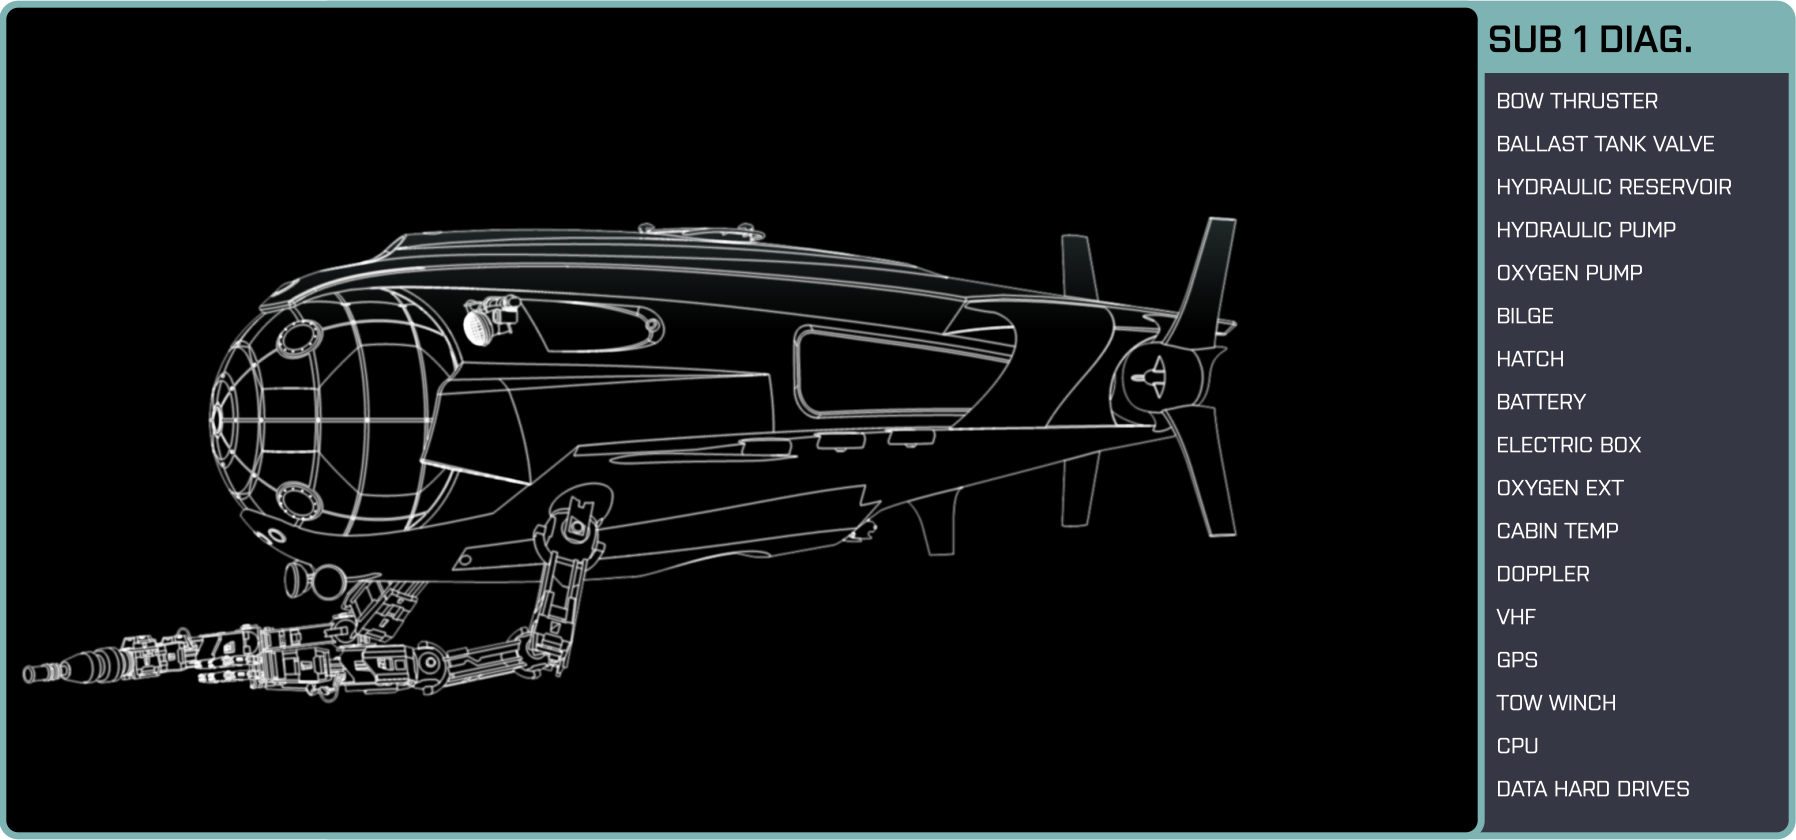 SUB 1 DIAG.
BOW THRUSTER
BALLAST TANK VALVE
HYDRAULIC RESERVOIR
HYDRAULIC PUMP
OXYGEN PUMP
BILGE
HATCH
BATTERY
ELECTRIC BOX
OXYGEN EXT
CABIN TEMP
DOPPLER
VHF
GPS
TOW WINCH
CPU
DATA HARD DRIVES